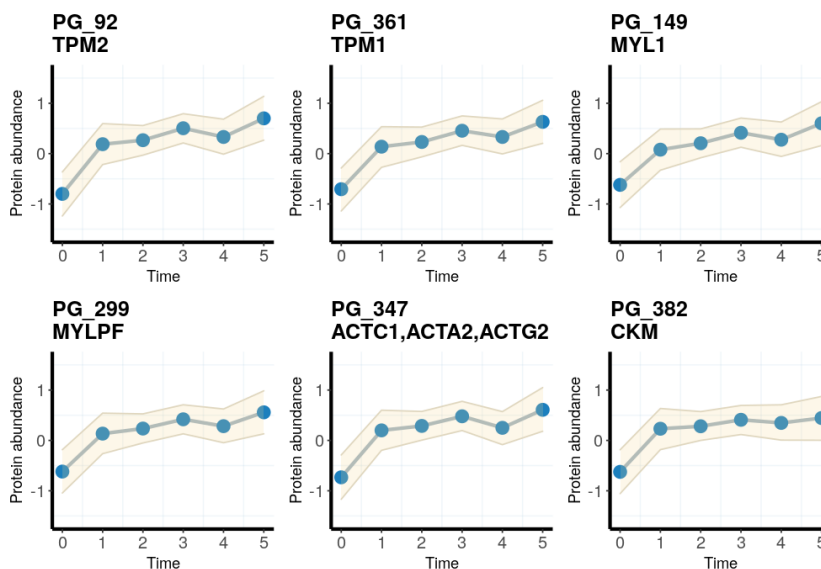 PG_92
TPM2
PG_361
TPM1
PG_149
MYL1
Protein abundance
1
0
-1
0 1 2 3 4 5
Time
Protein abundance
1
0
-1
0 1 2 3 4 5
Time
Protein abundance
1
0
-1
0 1 2 3 4 5
Time
PG_299
MYLPF
PG_347
ACTC1,ACTA2,ACTG2
PG_382
CKM
Protein abundance
1
0
-1
0 1 2 3 4 5
Time
Protein abundance
1
0
-1
0 1 2 3 4 5
Time
Protein abundance
1
0
-1
0 1 2 3 4 5
Time